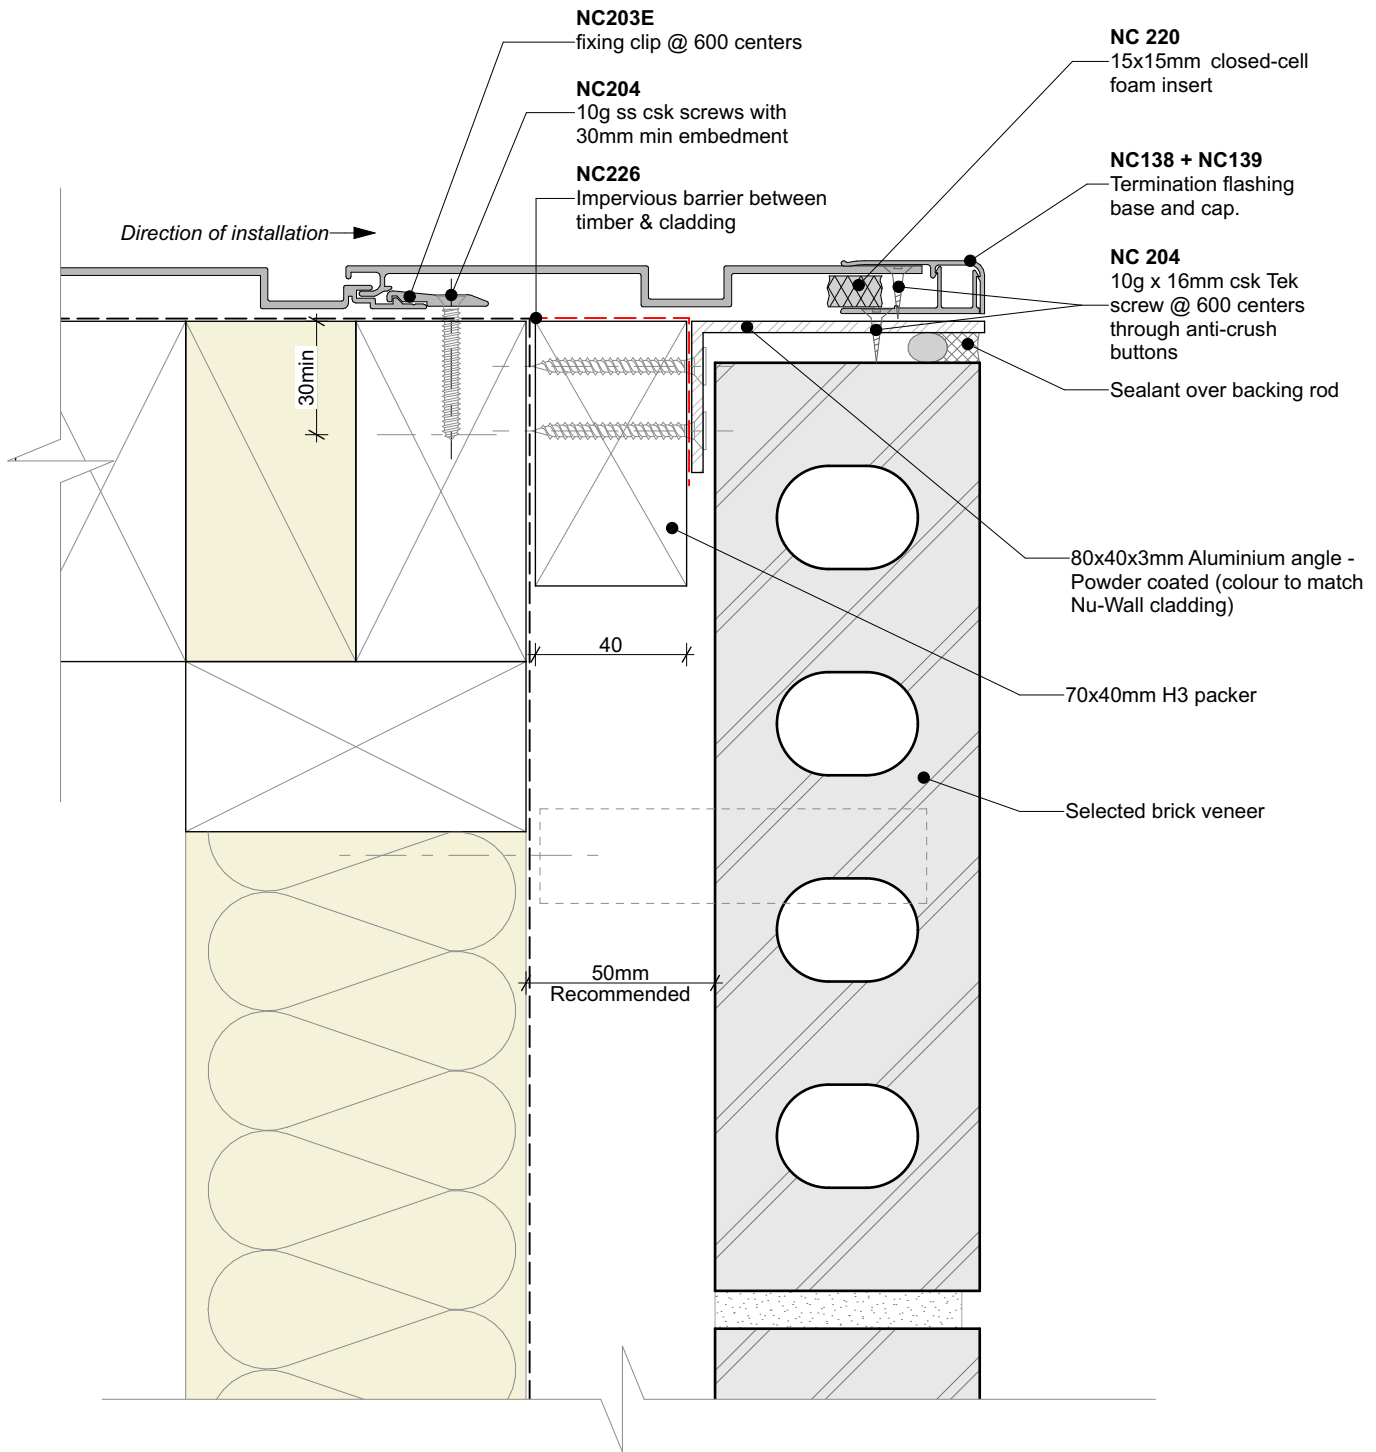 NC203E
fixing clip @ 600 centers
NC204
10g ss csk screws with
30mm min embedment
NC226
Impervious barrier between
timber & cladding
Direction of installation
NC 220
15x15mm closed-cell
foam insert
NC138 + NC139
Termination flashing
base and cap.
NC 204
10g x 16mm csk Tek
screw @ 600 centers
through anti-crush
buttons
Sealant over backing rod
30min
80x40x3mm Aluminium angle -
Powder coated (colour to match
Nu-Wall cladding)
40
70x40mm H3 packer
Selected brick veneer
50mm
Recommended